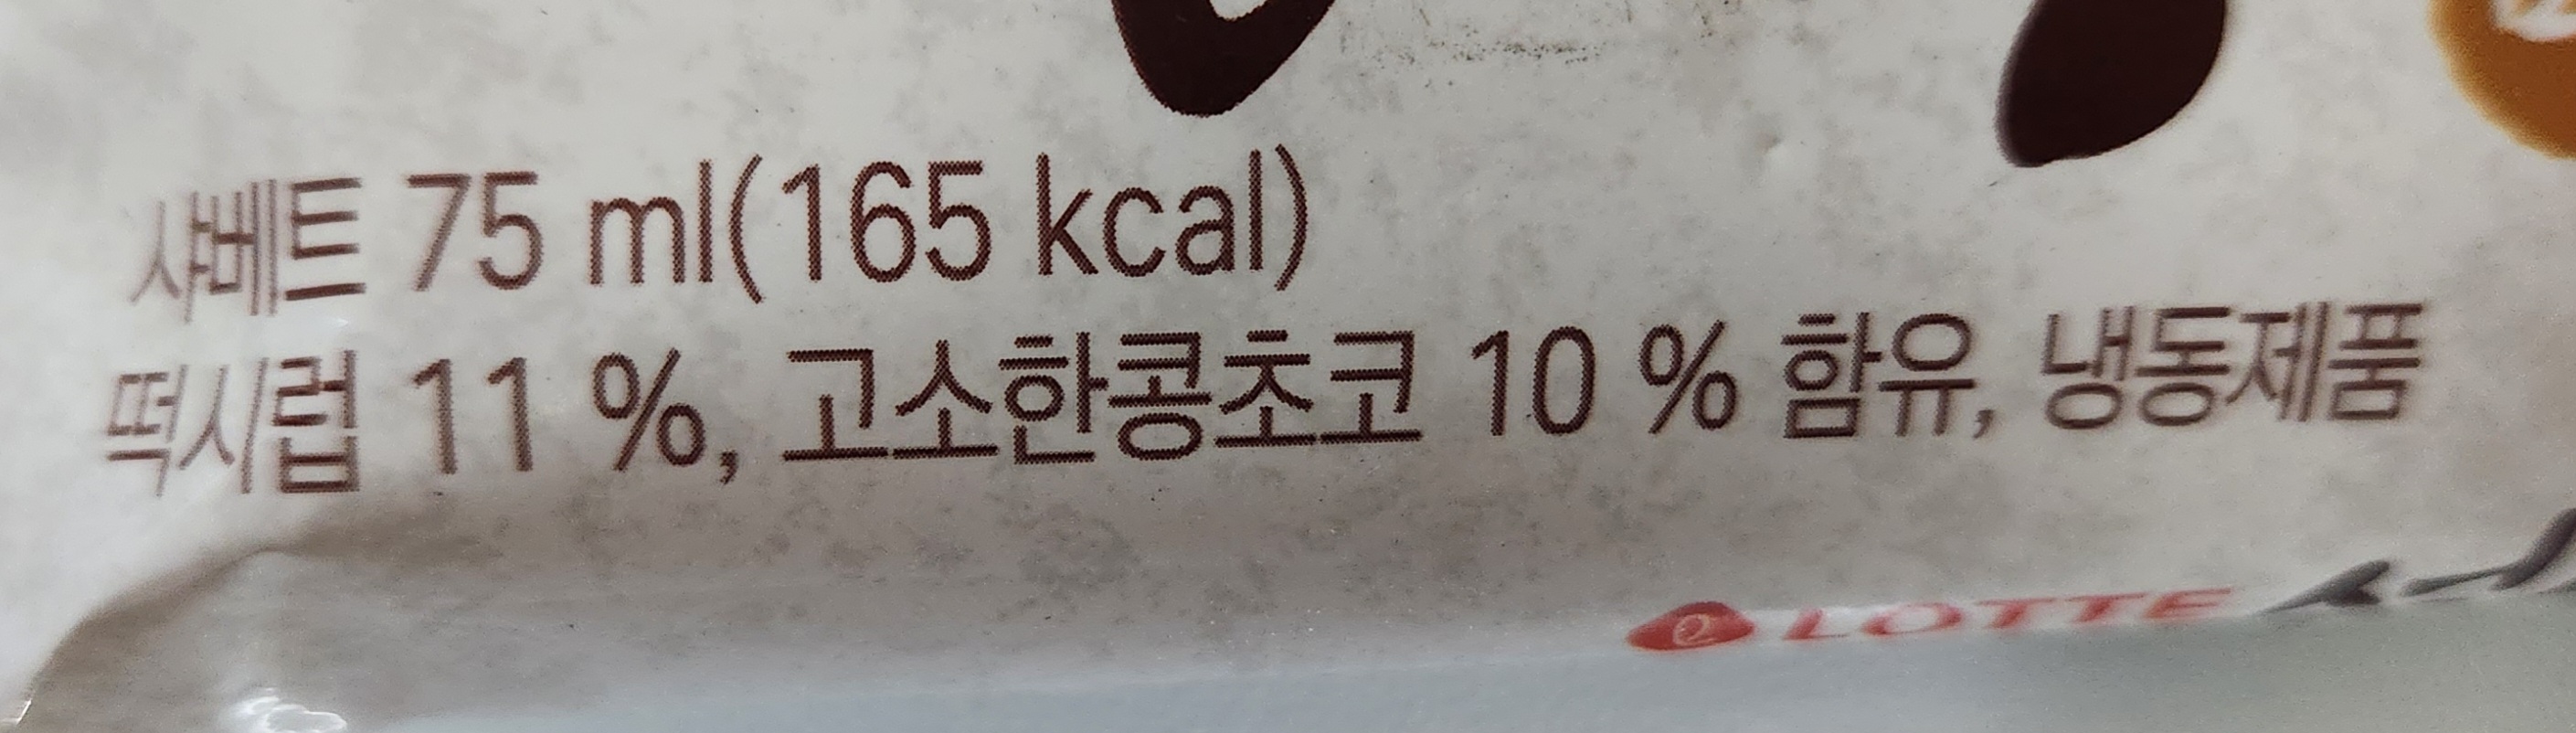 샤베트 75 ml(165 kcal)
떡시럽 11 %, 고소한콩초코 10 % 함유, 냉동제품
LOTTE